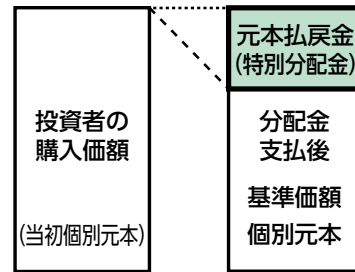 投資者の
購入価額
(当初個別元本)
元本払戻金
(特別分配金)
分配金
支払後
基準価額
個別元本